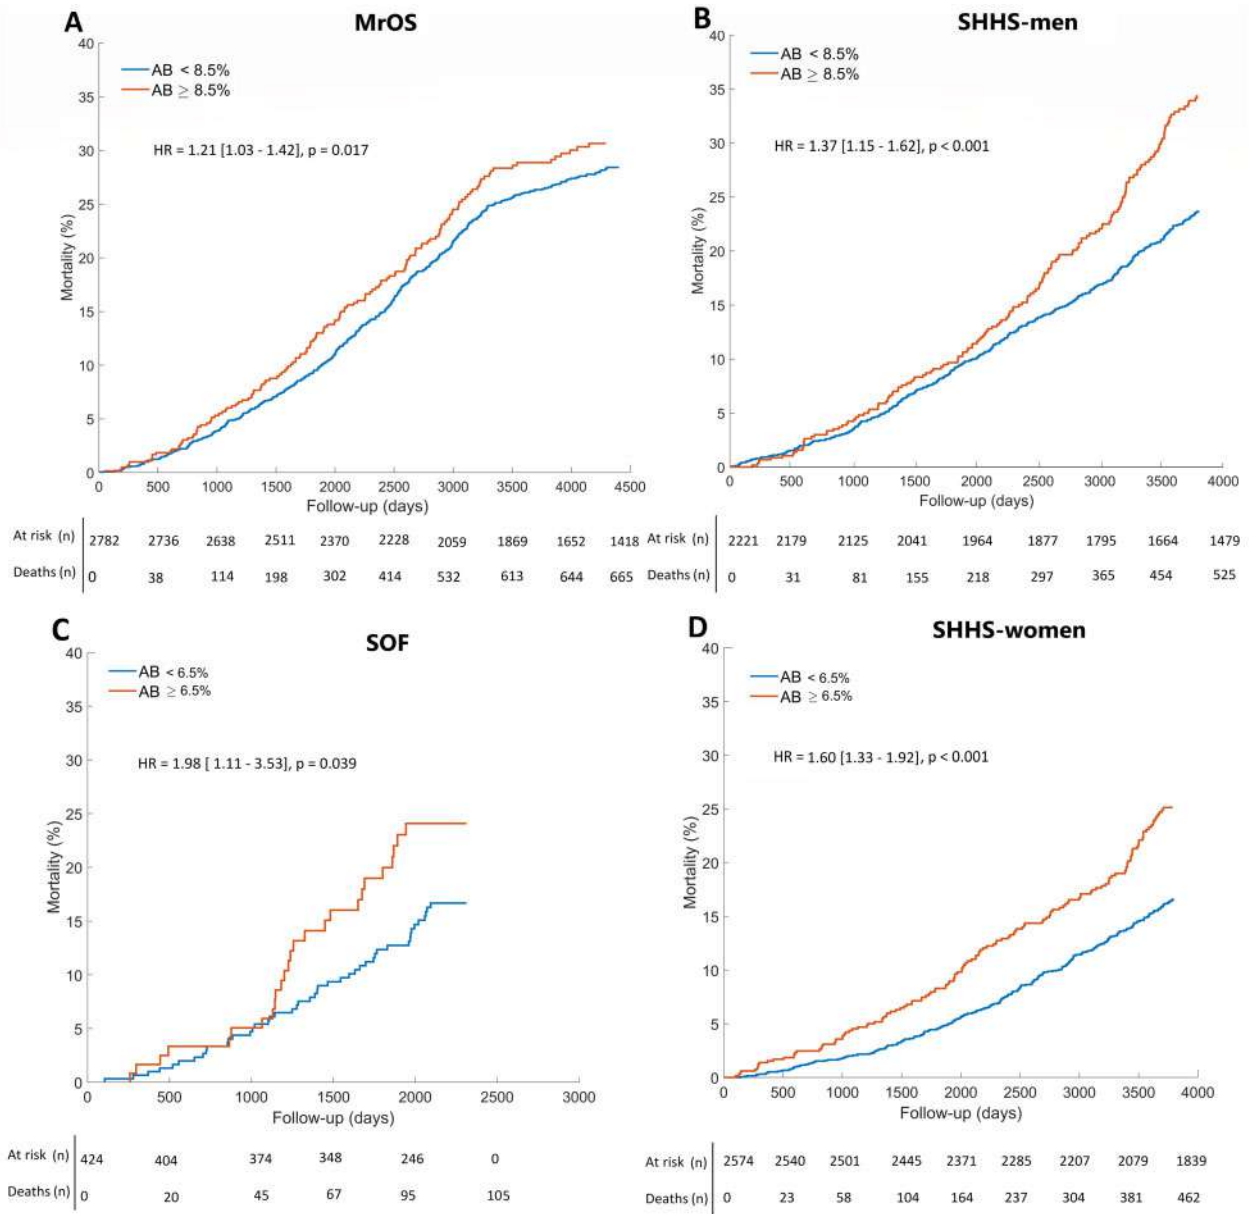 A
MrOS
AB < 8.5%
AB ≥ 8.5%
HR = 1.21 [1.03 - 1.42], p = 0.017
Mortality (%)
40
35
30
25
20
15
10
5
0
0 500 1000 1500 2000 2500 3000 3500 4000 4500
Follow-up (days)
At risk (n) 2782 2736 2638 2511 2370 2228 2059 1869 1652 1418
Deaths (n) 0 38 114 198 302 414 532 613 644 665
B
SHHS-men
AB < 8.5%
AB ≥ 8.5%
HR = 1.37 [1.15 - 1.62], p < 0.001
Mortality (%)
40
35
30
25
20
15
10
5
0
0 500 1000 1500 2000 2500 3000 3500 4000
Follow-up (days)
At risk (n) 2221 2179 2125 2041 1964 1877 1795 1664 1479
Deaths (n) 0 31 81 155 218 297 365 454 525
C
SOF
AB < 6.5%
AB ≥ 6.5%
HR = 1.98 [ 1.11 - 3.53], p = 0.039
Mortality (%)
40
35
30
25
20
15
10
5
0
0 500 1000 1500 2000 2500 3000
Follow-up (days)
At risk (n) 424 404 374 348 246 0
Deaths (n) 0 20 45 67 95 105
D
SHHS-women
AB < 6.5%
AB ≥ 6.5%
HR = 1.60 [1.33 - 1.92], p < 0.001
Mortality (%)
40
35
30
25
20
15
10
5
0
0 500 1000 1500 2000 2500 3000 3500 4000
Follow-up (days)
At risk (n) 2574 2540 2501 2445 2371 2285 2207 2079 1839
Deaths (n) 0 23 58 104 164 237 304 381 462